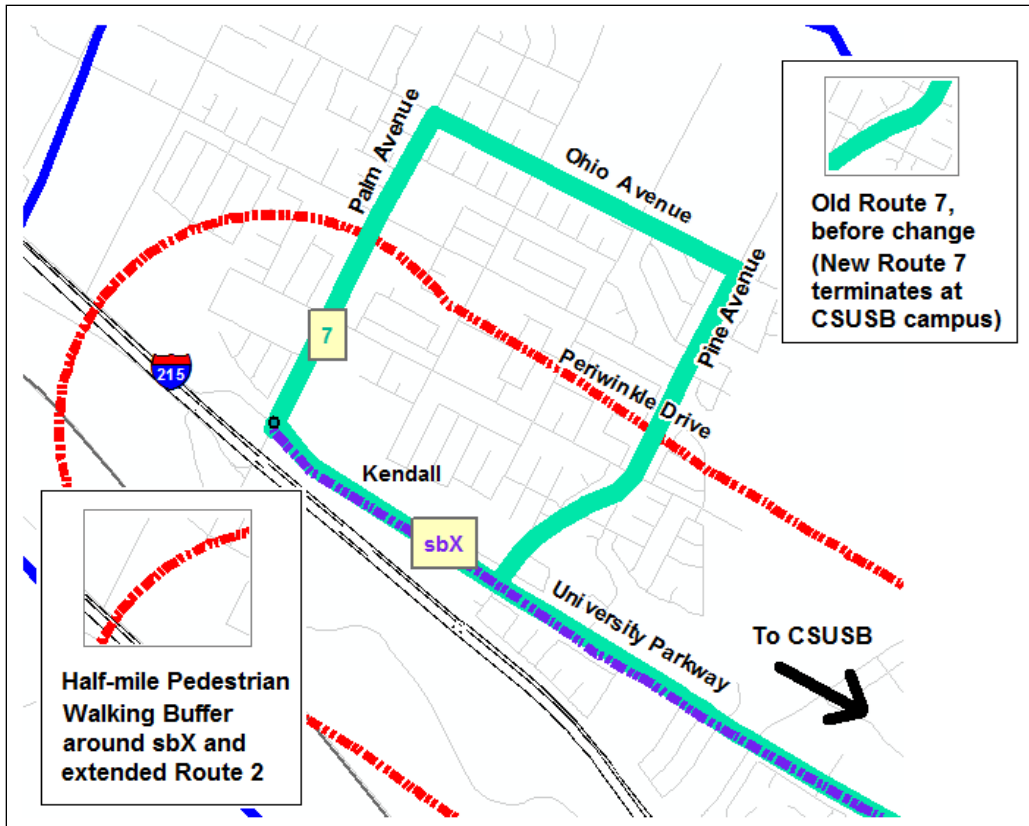 Palm Avenue
Ohio Avenue
Old Route 7,
before change
(New Route 7
terminates at
CSUSB campus)
Pine Avenue
7
215
Periwinkle Drive
Kendall
sbX
University Parkway
To CSUSB
Half-mile Pedestrian
Walking Buffer
around sbX and
extended Route 2